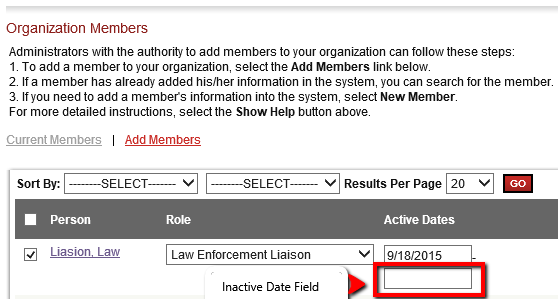 Organization Members
Administrators with the authority to add members to your organization can follow these steps:
1. To add a member to your organization, select the Add Members link below.
2. If a member has already added his/her information in the system, you can search for the member.
3. If you need to add a member's information into the system, select New Member.
For more detailed instructions, select the Show Help button above.
Current Members | Add Members
Sort By: --------SELECT------- --------SELECT------- Results Per Page 20 GO
Person Role Active Dates
Liasion, Law Law Enforcement Liaison 9/18/2015 -
Inactive Date Field